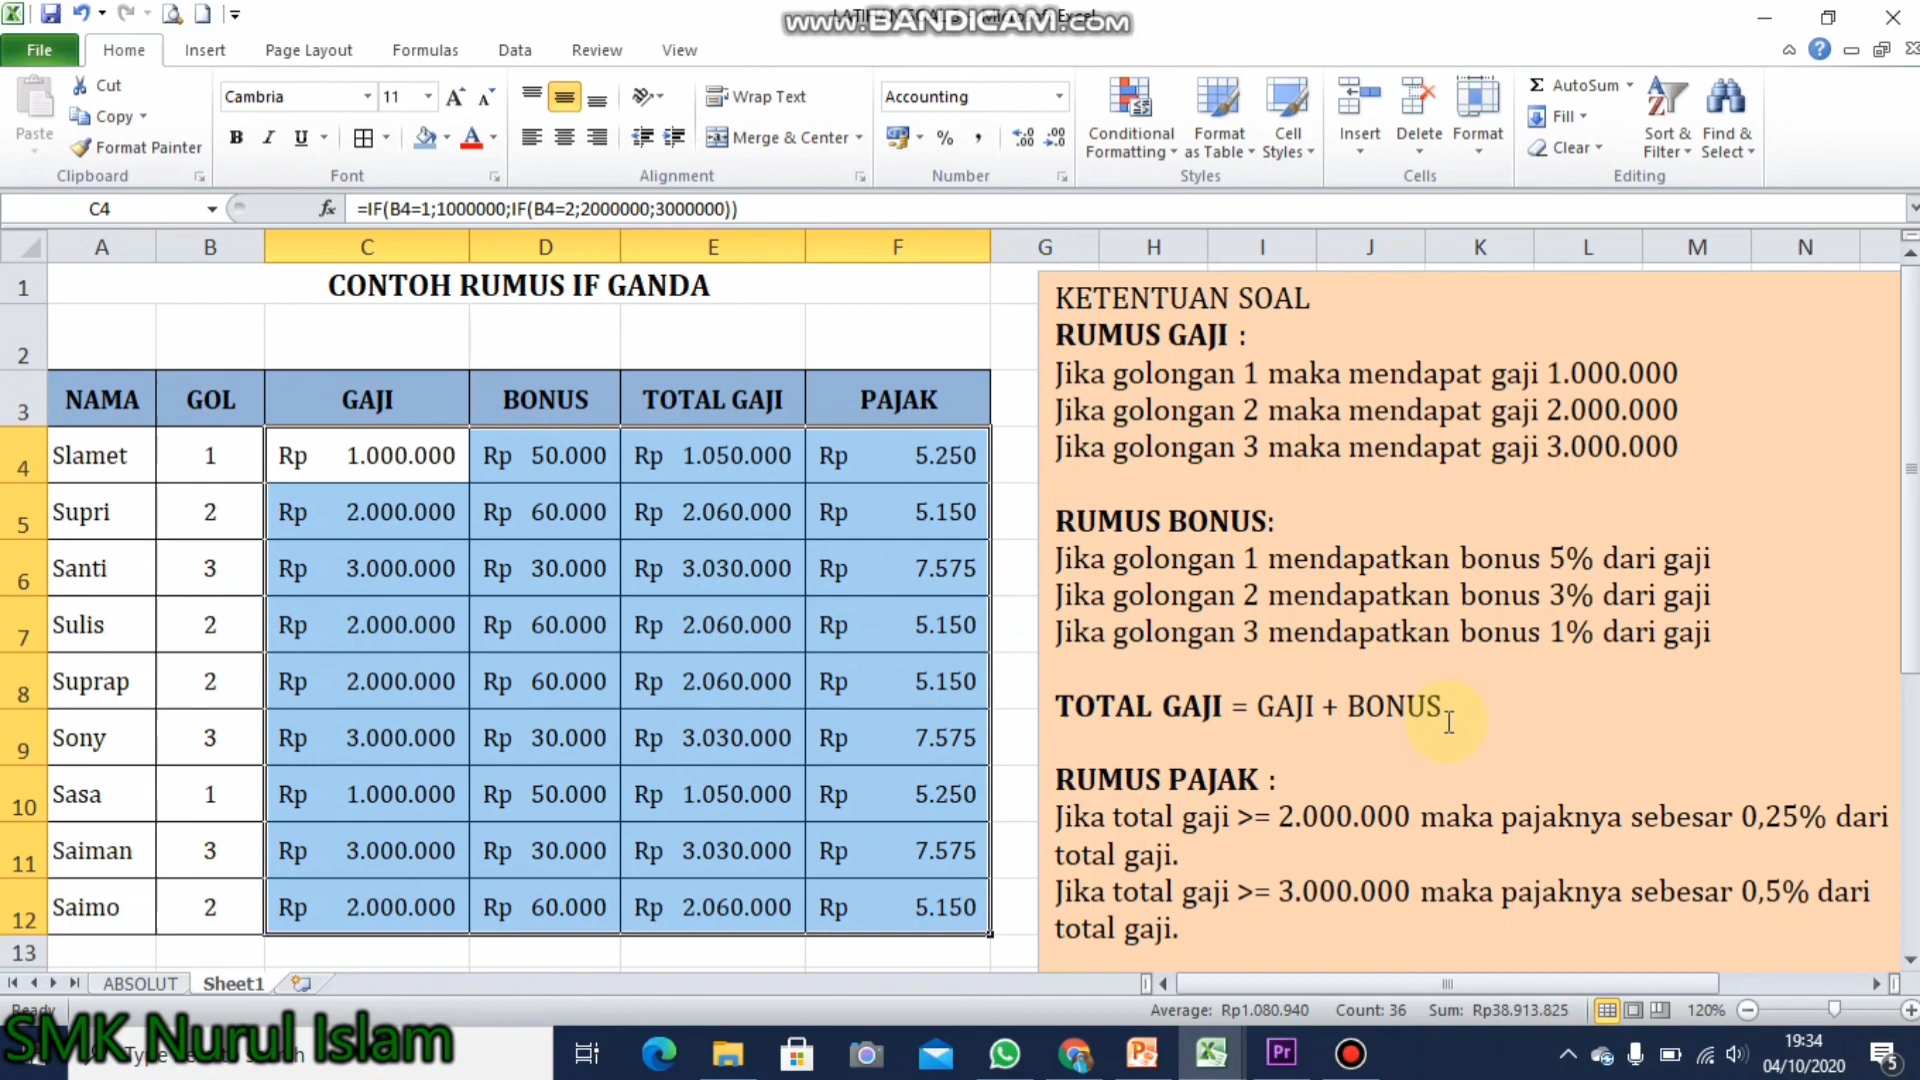 www.BANDICAM.com
File Home Insert Page Layout Formulas Data Review View
Cut
Copy
Format Painter
Paste
Clipboard
Cambria 11
B I U
Font
Wrap Text
Merge & Center
Alignment
Accounting
% ,
Number
Conditional Formatting
Format as Table
Cell Styles
Styles
Insert Delete Format
Cells
Σ AutoSum
Fill
Clear
Sort & Filter
Find & Select
Editing
C4 fx =IF(B4=1;1000000;IF(B4=2;2000000;3000000))
A B C D E F G H I J K L M N
1 CONTOH RUMUS IF GANDA
2
3 NAMA GOL GAJI BONUS TOTAL GAJI PAJAK
4 Slamet 1 Rp 1.000.000 Rp 50.000 Rp 1.050.000 Rp 5.250
5 Supri 2 Rp 2.000.000 Rp 60.000 Rp 2.060.000 Rp 5.150
6 Santi 3 Rp 3.000.000 Rp 30.000 Rp 3.030.000 Rp 7.575
7 Sulis 2 Rp 2.000.000 Rp 60.000 Rp 2.060.000 Rp 5.150
8 Suprap 2 Rp 2.000.000 Rp 60.000 Rp 2.060.000 Rp 5.150
9 Sony 3 Rp 3.000.000 Rp 30.000 Rp 3.030.000 Rp 7.575
10 Sasa 1 Rp 1.000.000 Rp 50.000 Rp 1.050.000 Rp 5.250
11 Saiman 3 Rp 3.000.000 Rp 30.000 Rp 3.030.000 Rp 7.575
12 Saimo 2 Rp 2.000.000 Rp 60.000 Rp 2.060.000 Rp 5.150
13
KETENTUAN SOAL
RUMUS GAJI :
Jika golongan 1 maka mendapat gaji 1.000.000
Jika golongan 2 maka mendapat gaji 2.000.000
Jika golongan 3 maka mendapat gaji 3.000.000
RUMUS BONUS:
Jika golongan 1 mendapatkan bonus 5% dari gaji
Jika golongan 2 mendapatkan bonus 3% dari gaji
Jika golongan 3 mendapatkan bonus 1% dari gaji
TOTAL GAJI = GAJI + BONUS
RUMUS PAJAK :
Jika total gaji >= 2.000.000 maka pajaknya sebesar 0,25% dari
total gaji.
Jika total gaji >= 3.000.000 maka pajaknya sebesar 0,5% dari
total gaji.
ABSOLUT Sheet1
Ready Average: Rp1.080.940 Count: 36 Sum: Rp38.913.825 120%
SMK Nurul Islam
19:34
04/10/2020
5